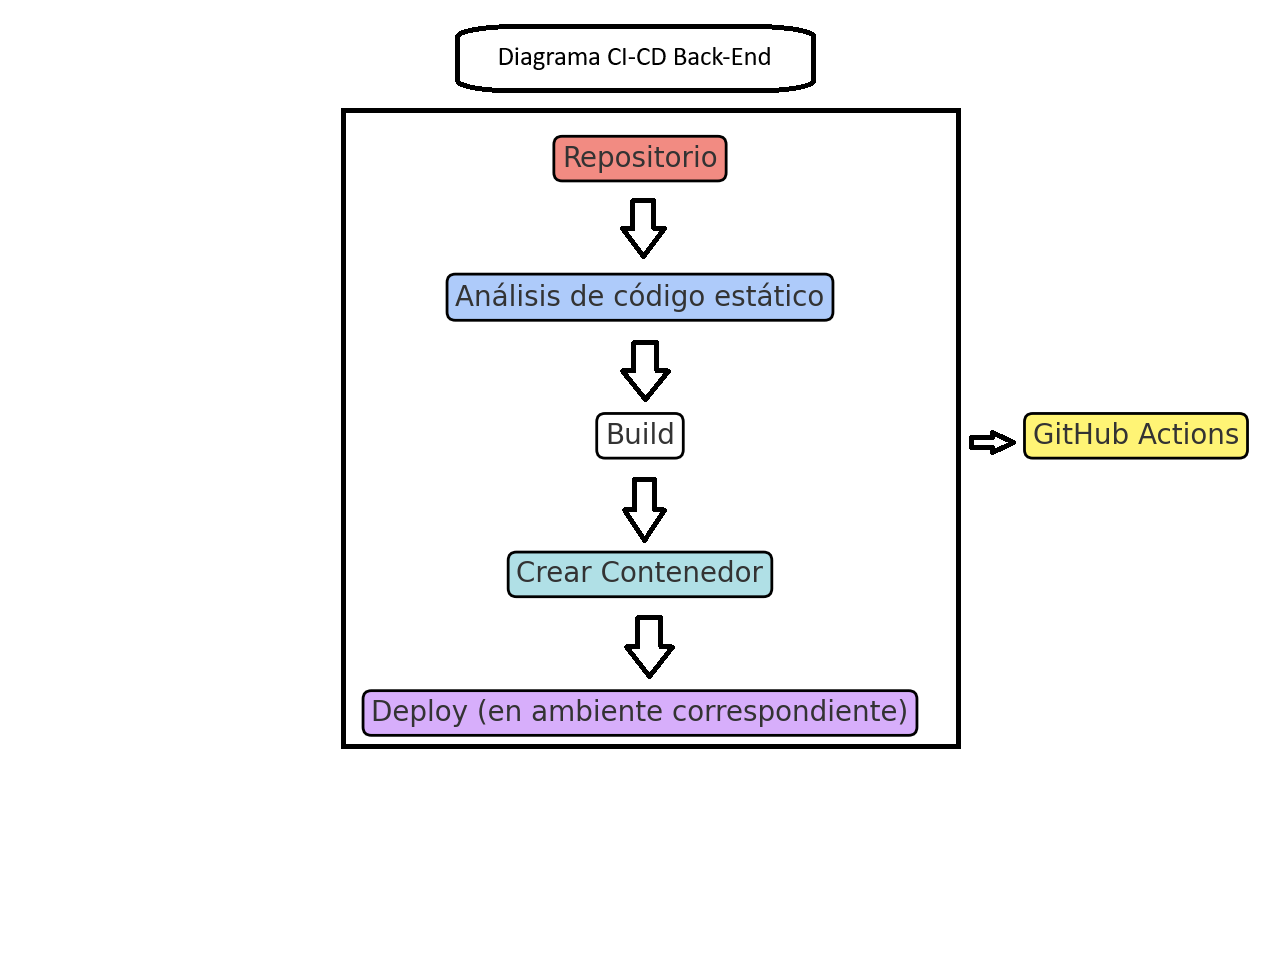 Diagrama CI-CD Back-End
Repositorio
Análisis de código estático
Build
GitHub Actions
Crear Contenedor
Deploy (en ambiente correspondiente)